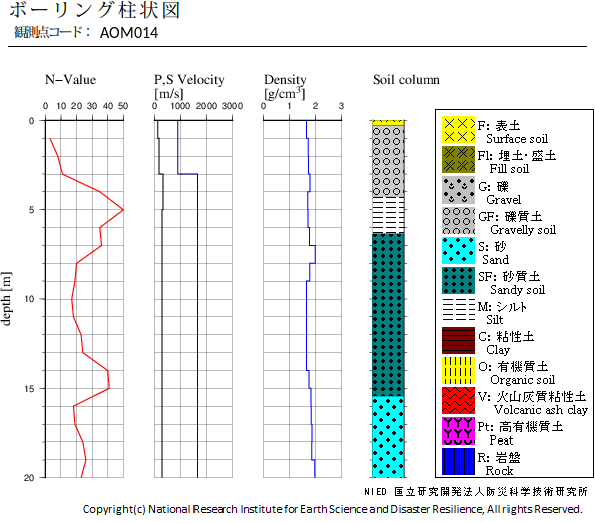 ボーリング柱状図
観測点コード： AOM014
N−Value
P,S Velocity
[m/s]
Density
[g/cm3]
Soil column
0 10 20 30 40 50
0 1000 2000 3000
0 1 2 3
0
5
10
15
20
depth [m]
F: 表土
Surface soil
Fl: 埋土・盛土
Fill soil
G: 礫
Gravel
GF: 礫質土
Gravelly soil
S: 砂
Sand
SF: 砂質土
Sandy soil
M: シルト
Silt
C: 粘性土
Clay
O: 有機質土
Organic soil
V: 火山灰質粘性土
Volcanic ash clay
Pt: 高有機質土
Peat
R: 岩盤
Rock
NIED 国立研究開発法人防災科学技術研究所
Copyright(c) National Research Institute for Earth Science and Disaster Resilience, All rights Reserved.